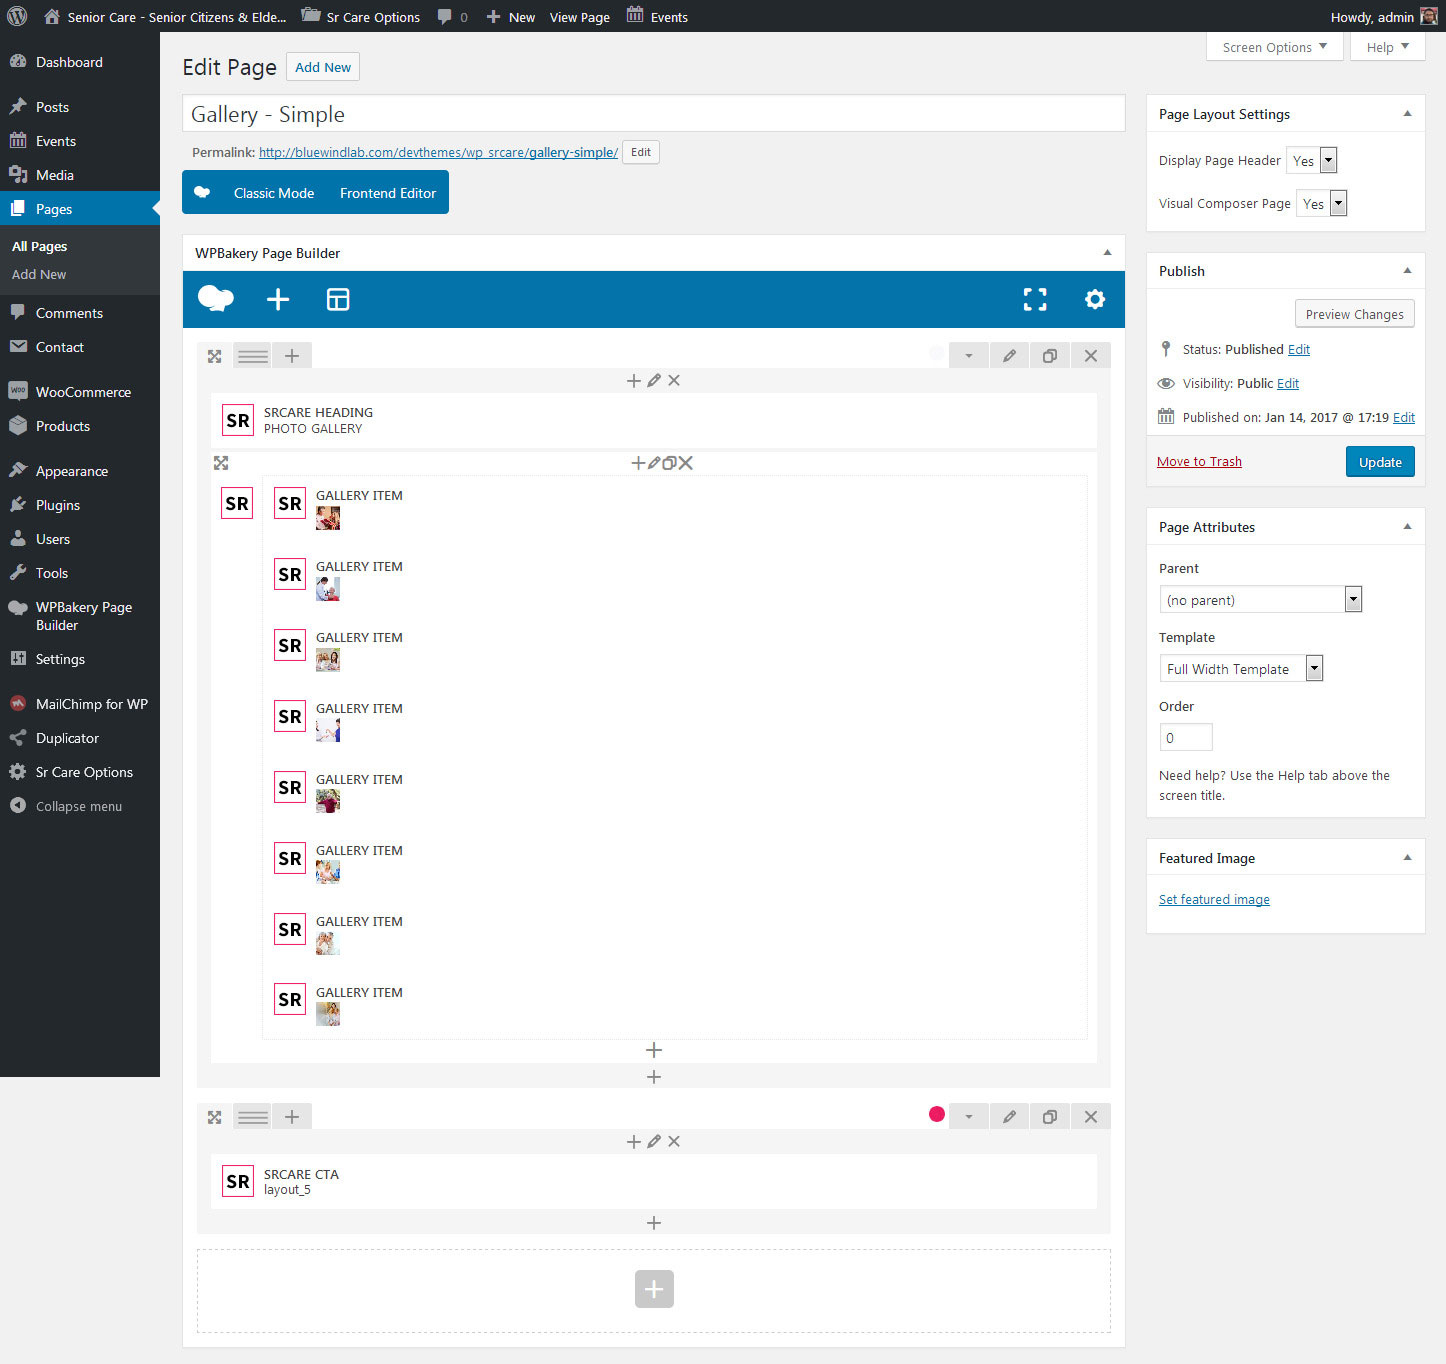 Senior Care - Senior Citizens & Elde...
Sr Care Options
0
New
View Page
Events
Howdy, admin
Dashboard
Posts
Events
Media
Pages
All Pages
Add New
Comments
Contact
WOO
WooCommerce
Products
Appearance
Plugins
Users
Tools
WPBakery Page
Builder
Settings
MailChimp for WP
Duplicator
Sr Care Options
Collapse menu
Screen Options
Help
Edit Page
Add New
Gallery - Simple
Permalink: http://bluewindlab.com/devthemes/wp_srcare/gallery-simple/ Edit
Classic Mode
Frontend Editor
WPBakery Page Builder
SR
SRCARE HEADING
PHOTO GALLERY
SR
SR
GALLERY ITEM
SR
GALLERY ITEM
SR
GALLERY ITEM
SR
GALLERY ITEM
SR
GALLERY ITEM
SR
GALLERY ITEM
SR
GALLERY ITEM
SR
GALLERY ITEM
SR
SRCARE CTA
layout_5
Page Layout Settings
Display Page Header Yes
Visual Composer Page Yes
Publish
Preview Changes
Status: Published Edit
Visibility: Public Edit
Published on: Jan 14, 2017 @ 17:19 Edit
Move to Trash
Update
Page Attributes
Parent
(no parent)
Template
Full Width Template
Order
0
Need help? Use the Help tab above the
screen title.
Featured Image
Set featured image